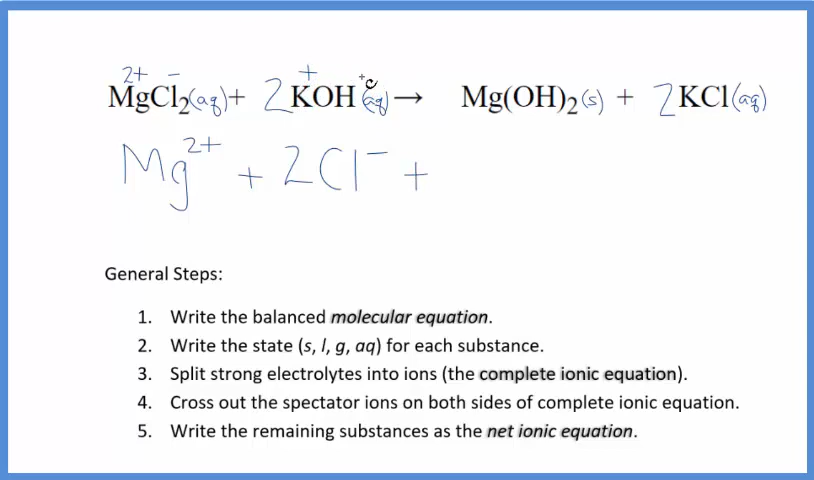 2+ - +
MgCl₂(aq) + 2KOH(aq) → Mg(OH)₂(s) + 2KCl(aq)
Mg²⁺ + 2Cl⁻ +
General Steps:
1. Write the balanced molecular equation.
2. Write the state (s, l, g, aq) for each substance.
3. Split strong electrolytes into ions (the complete ionic equation).
4. Cross out the spectator ions on both sides of complete ionic equation.
5. Write the remaining substances as the net ionic equation.